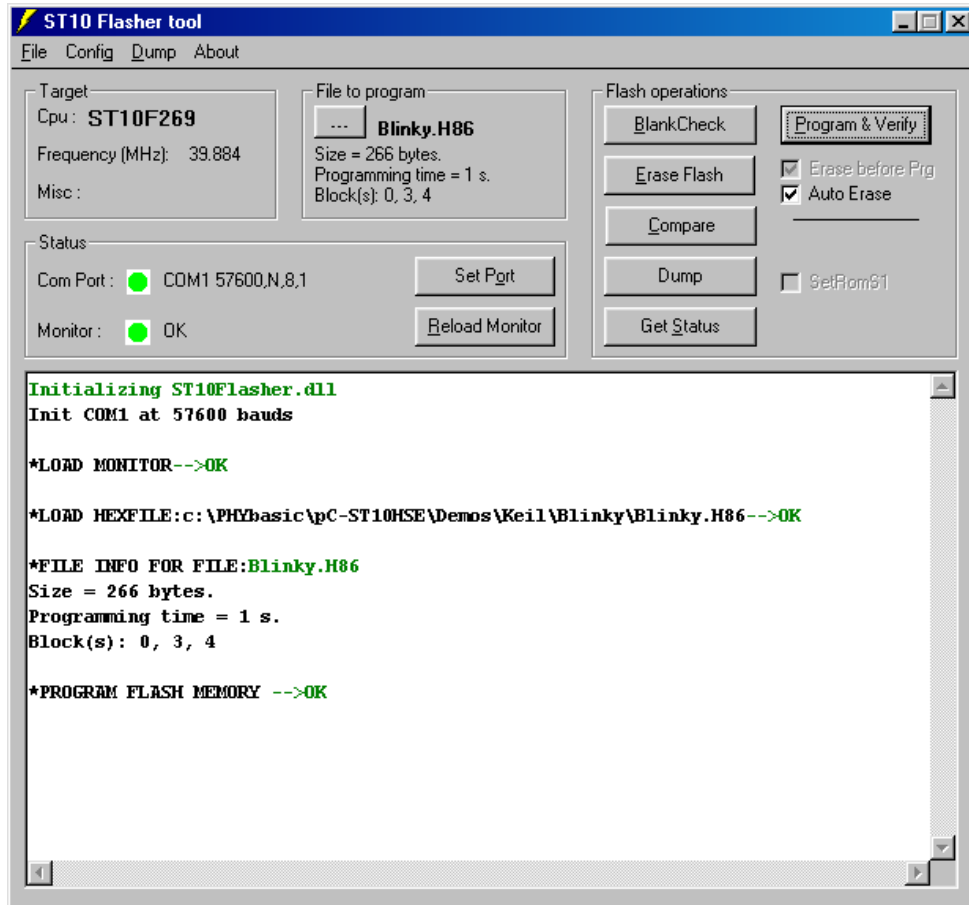 ST10 Flasher tool
File Config Dump About
Target
Cpu : ST10F269
Frequency (MHz): 39.884
Misc :
File to program
... Blinky.H86
Size = 266 bytes.
Programming time = 1 s.
Block(s): 0, 3, 4
Flash operations
BlankCheck
Program & Verify
Erase Flash
Erase before Prg
Auto Erase
Compare
Dump
SetRomS1
Get Status
Status
Com Port : COM1 57600,N,8,1
Set Port
Monitor : OK
Reload Monitor
Initializing ST10Flasher.dll
Init COM1 at 57600 bauds
*LOAD MONITOR-->OK
*LOAD HEXFILE:c:\PHYbasic\pC-ST10HSE\Demos\Keil\Blinky\Blinky.H86-->OK
*FILE INFO FOR FILE:Blinky.H86
Size = 266 bytes.
Programming time = 1 s.
Block(s): 0, 3, 4
*PROGRAM FLASH MEMORY -->OK